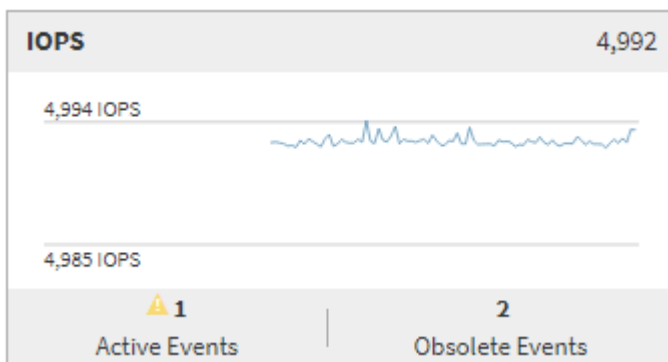 IOPS 4,992
4,994 IOPS
4,985 IOPS
1 2
Active Events Obsolete Events